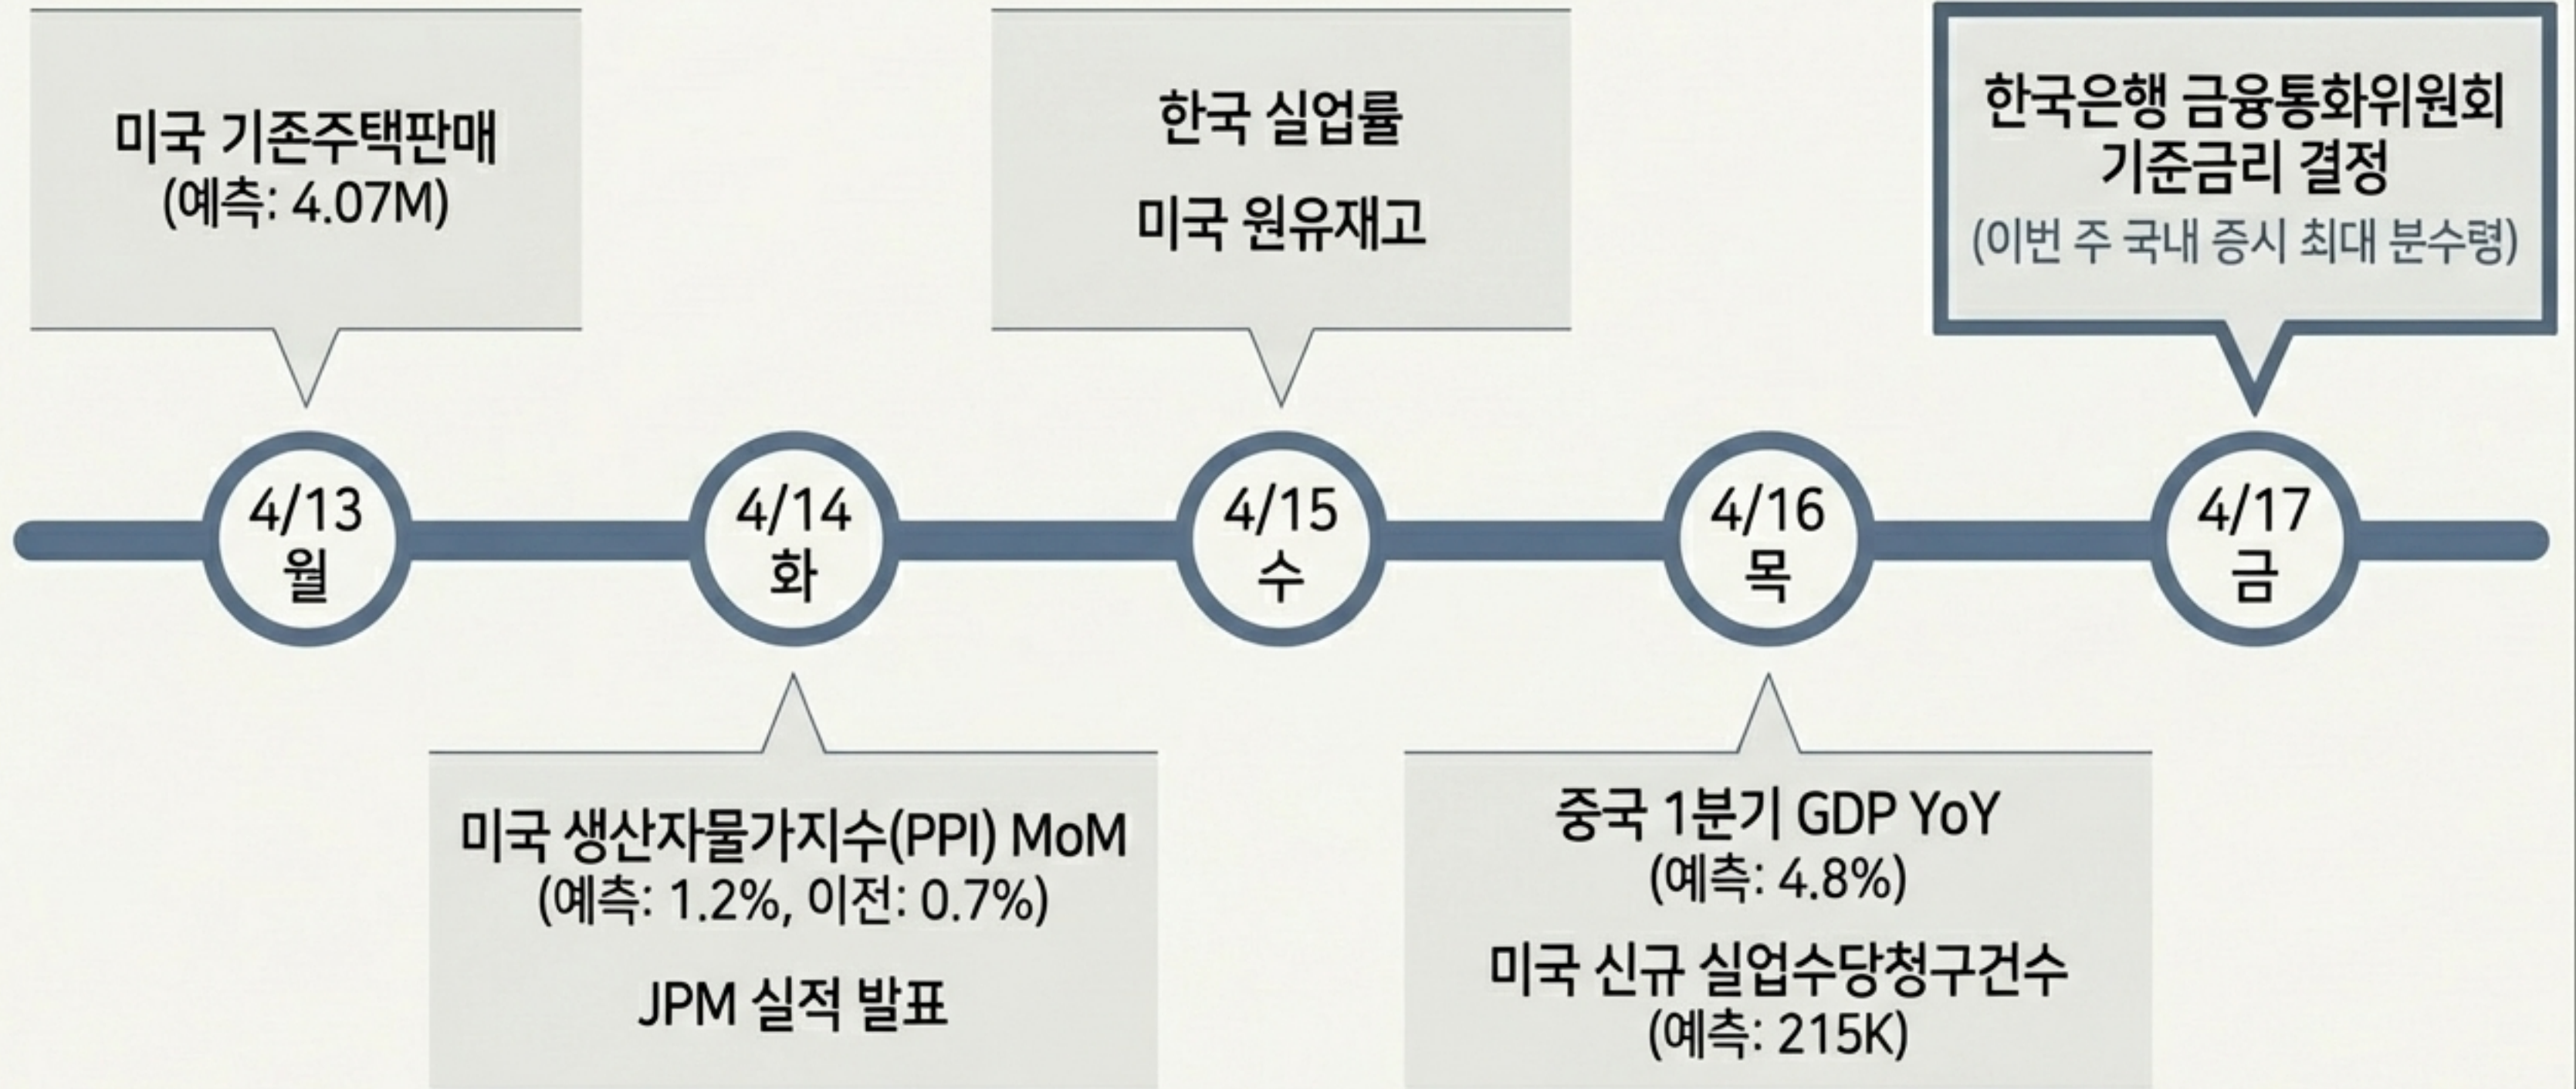 미국 기존주택판매
(예측: 4.07M)
한국 실업률
미국 원유재고
한국은행 금융통화위원회
기준금리 결정
(이번 주 국내 증시 최대 분수령)
4/13
월
4/14
화
4/15
수
4/16
목
4/17
금
미국 생산자물가지수(PPI) MoM
(예측: 1.2%, 이전: 0.7%)
JPM 실적 발표
중국 1분기 GDP YoY
(예측: 4.8%)
미국 신규 실업수당청구건수
(예측: 215K)